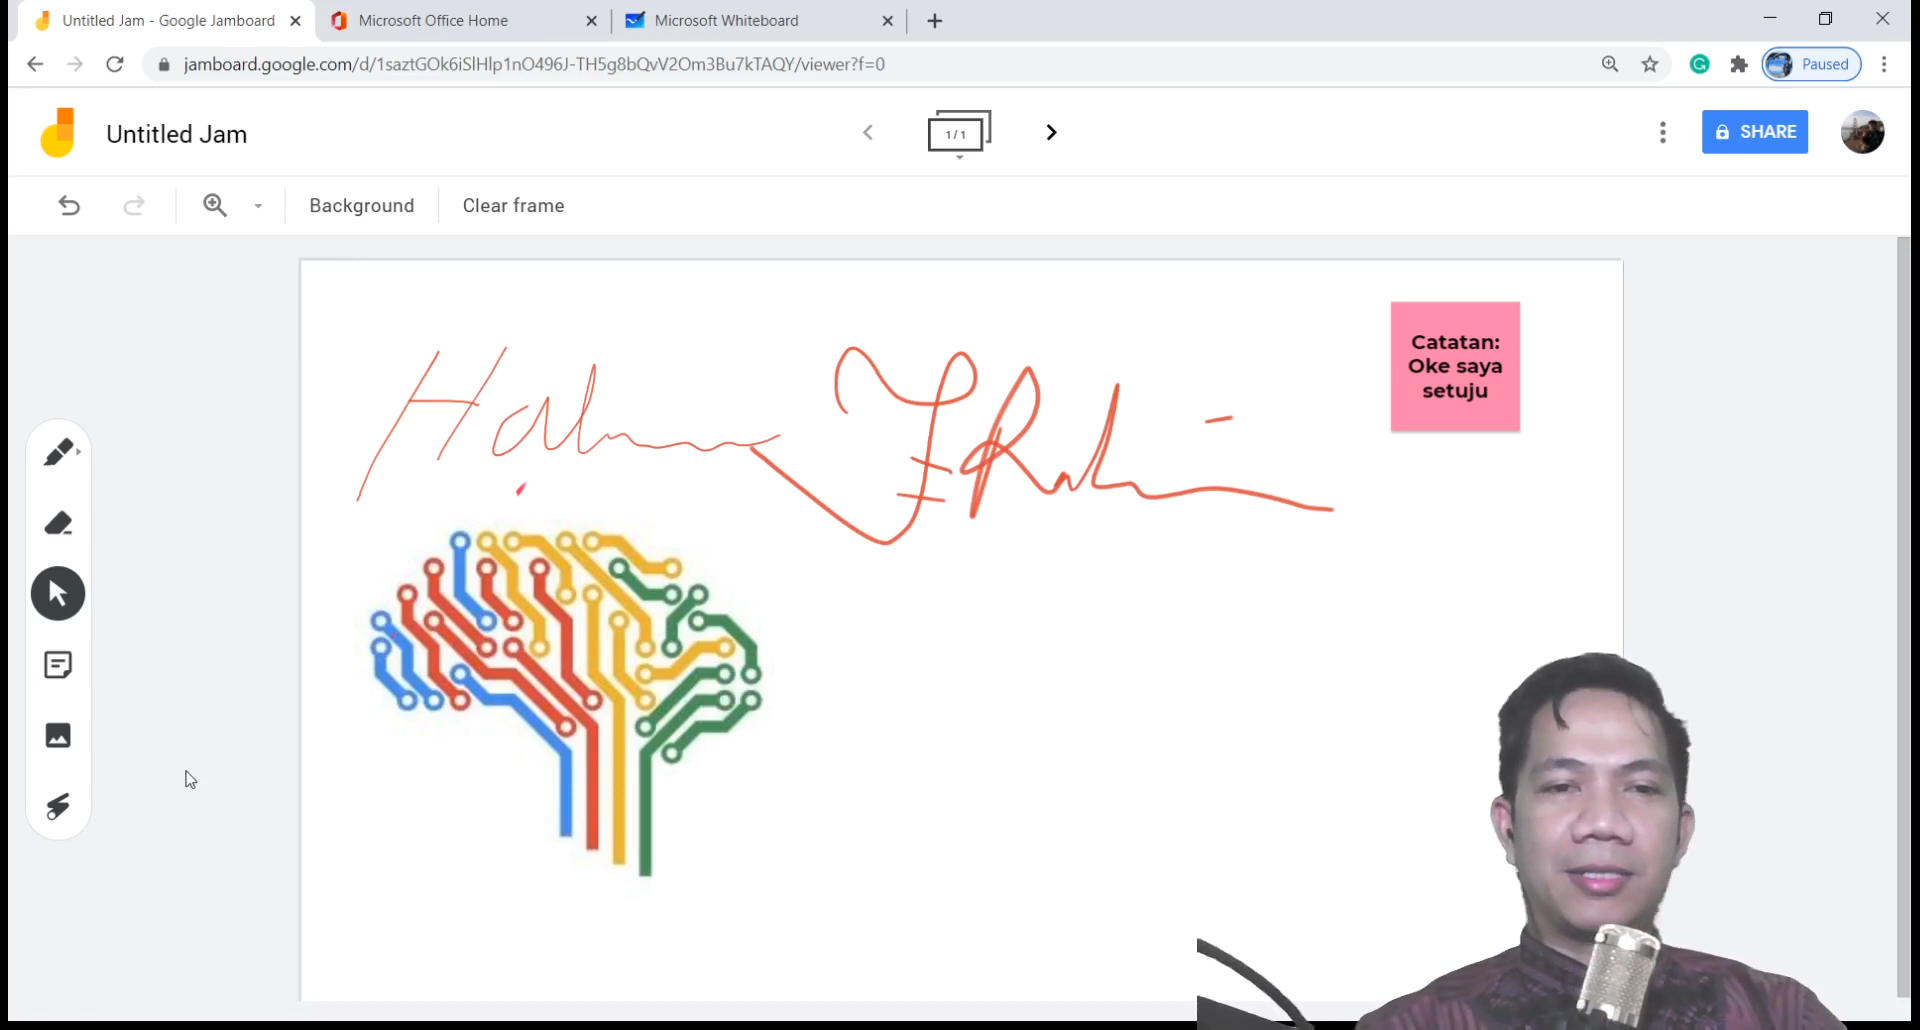 Untitled Jam - Google Jamboard
Microsoft Office Home
Microsoft Whiteboard
jamboard.google.com/d/1saztGOk6iSlHlp1nO496J-TH5g8bQvV2Om3Bu7kTAQY/viewer?f=0
Paused
Untitled Jam
1/1
SHARE
Background
Clear frame
Catatan:
Oke saya
setuju